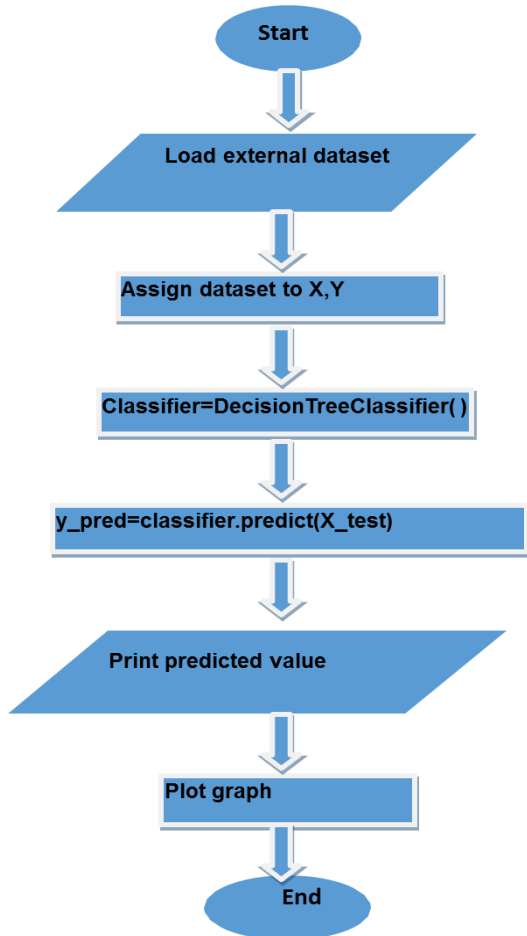 Start
Load external dataset
Assign dataset to X,Y
Classifier=DecisionTreeClassifier( )
y_pred=classifier.predict(X_test)
Print predicted value
Plot graph
End